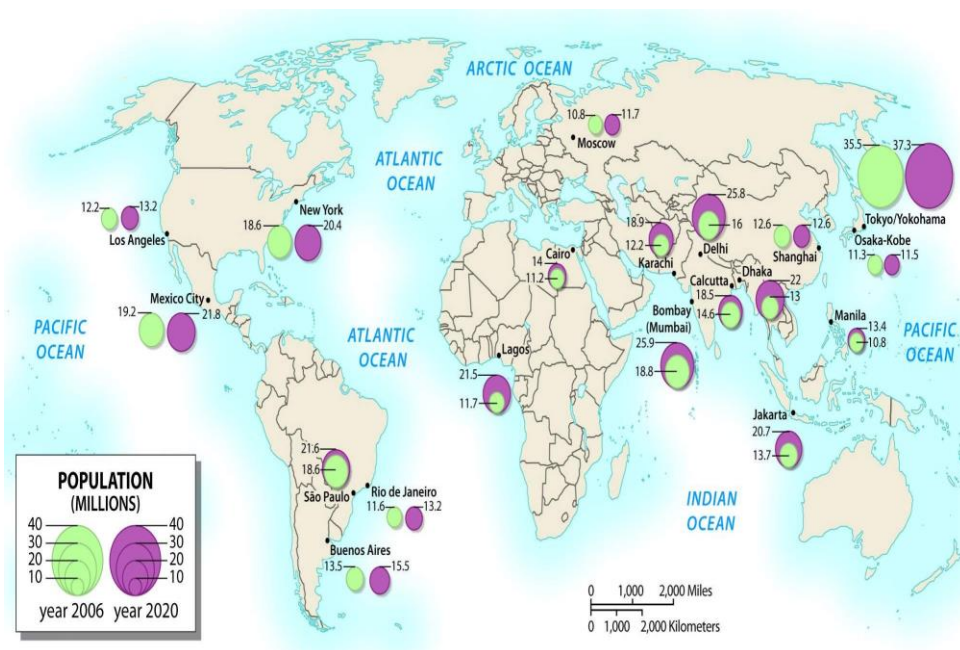 ARCTIC OCEAN
10.8
11.7
Moscow
ATLANTIC
OCEAN
35.5
37.3
Tokyo/Yokohama
Osaka-Kobe
11.3
11.5
12.2
13.2
Los Angeles
New York
18.6
20.4
25.8
16
Delhi
18.9
12.2
Karachi
12.6
12.6
Shanghai
Cairo
14
11.2
Calcutta
18.5
14.6
Dhaka
22
13
Mexico City
19.2
21.8
PACIFIC
OCEAN
ATLANTIC
OCEAN
Bombay
(Mumbai)
25.9
18.8
Manila
13.4
10.8
PACIFIC
OCEAN
Lagos
21.5
11.7
Jakarta
20.7
13.7
21.6
18.6
São Paulo
Rio de Janeiro
11.6
13.2
Buenos Aires
13.5
15.5
INDIAN
OCEAN
POPULATION
(MILLIONS)
40
30
20
10
40
30
20
10
year 2006
year 2020
0 1,000 2,000 Miles
0 1,000 2,000 Kilometers